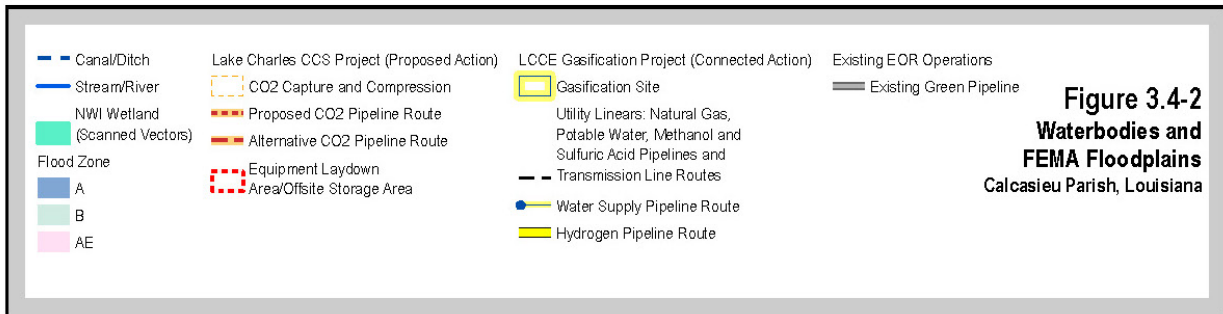 Canal/Ditch
Stream/River
NWI Wetland
(Scanned Vectors)
Flood Zone
A
B
AE
Lake Charles CCS Project (Proposed Action)
CO2 Capture and Compression
Proposed CO2 Pipeline Route
Alternative CO2 Pipeline Route
Equipment Laydown
Area/Offsite Storage Area
LCCE Gasification Project (Connected Action)
Gasification Site
Utility Linears: Natural Gas,
Potable Water, Methanol and
Sulfuric Acid Pipelines and
Transmission Line Routes
Water Supply Pipeline Route
Hydrogen Pipeline Route
Existing EOR Operations
Existing Green Pipeline
Figure 3.4-2
Waterbodies and
FEMA Floodplains
Calcasieu Parish, Louisiana